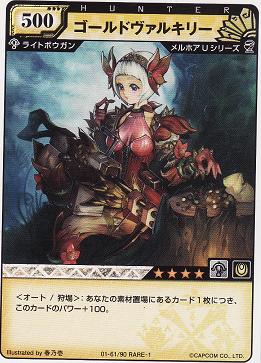 HUNTER
500
ゴールドヴァルキリー
ライトボウガン
メルホアUシリーズ
2
★★★★
<オート / 狩場>：あなたの素材置場にあるカード1枚につき、
このカードのパワー+100。
Illustrated by 春乃壱
01-61/90 RARE-1
©CAPCOM CO., LTD.